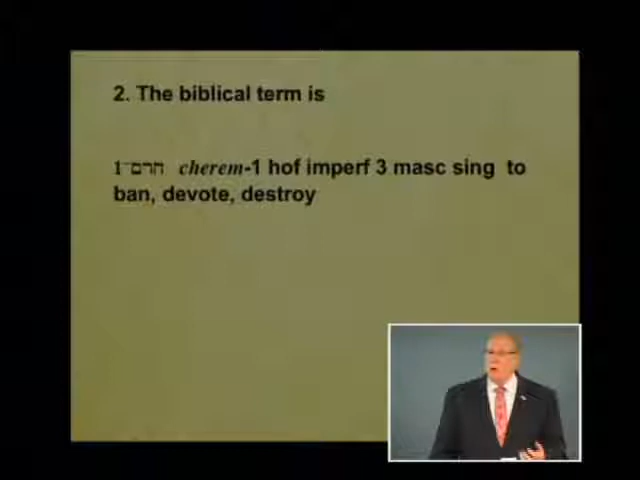 2. The biblical term is
חרם־1 cherem-1 hof imperf 3 masc sing to
ban, devote, destroy